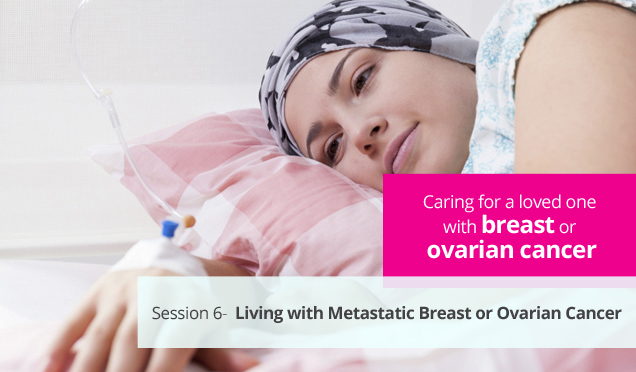 Caring for a loved one
with breast or
ovarian cancer
Session 6- Living with Metastatic Breast or Ovarian Cancer